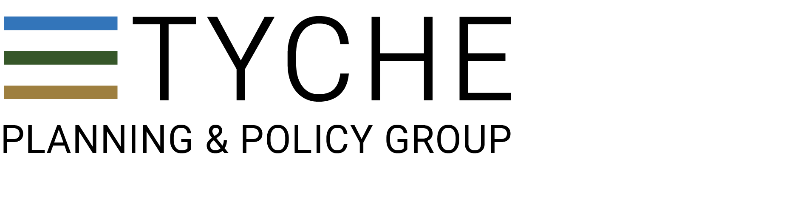 TYCHE
PLANNING & POLICY GROUP